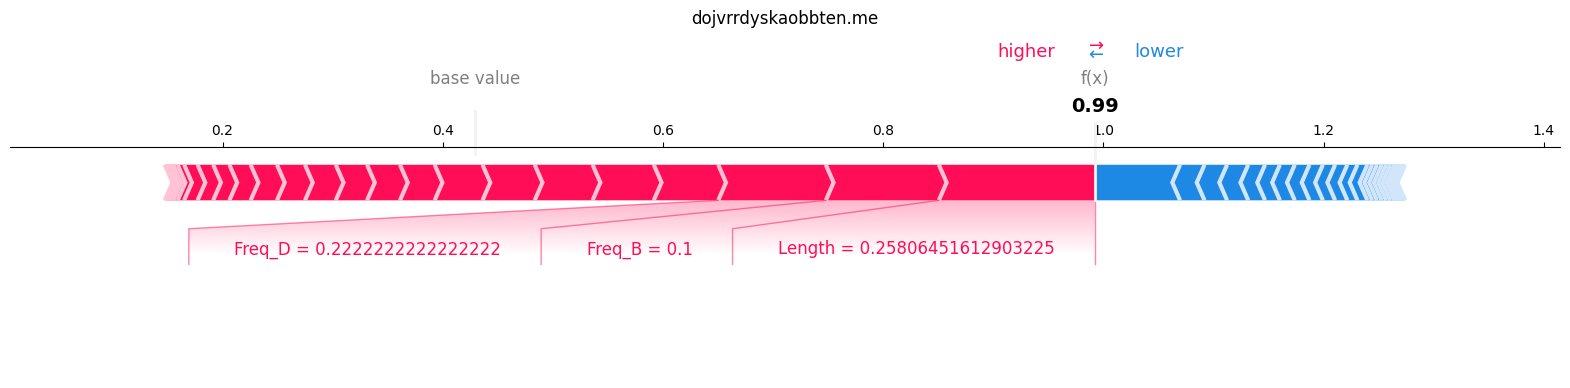 dojvrrdyskaobbten.me
higher ⇄ lower
base value f(x)
0.99
0.2 0.4 0.6 0.8 1.0 1.2 1.4
Freq_D = 0.2222222222222222 Freq_B = 0.1 Length = 0.25806451612903225